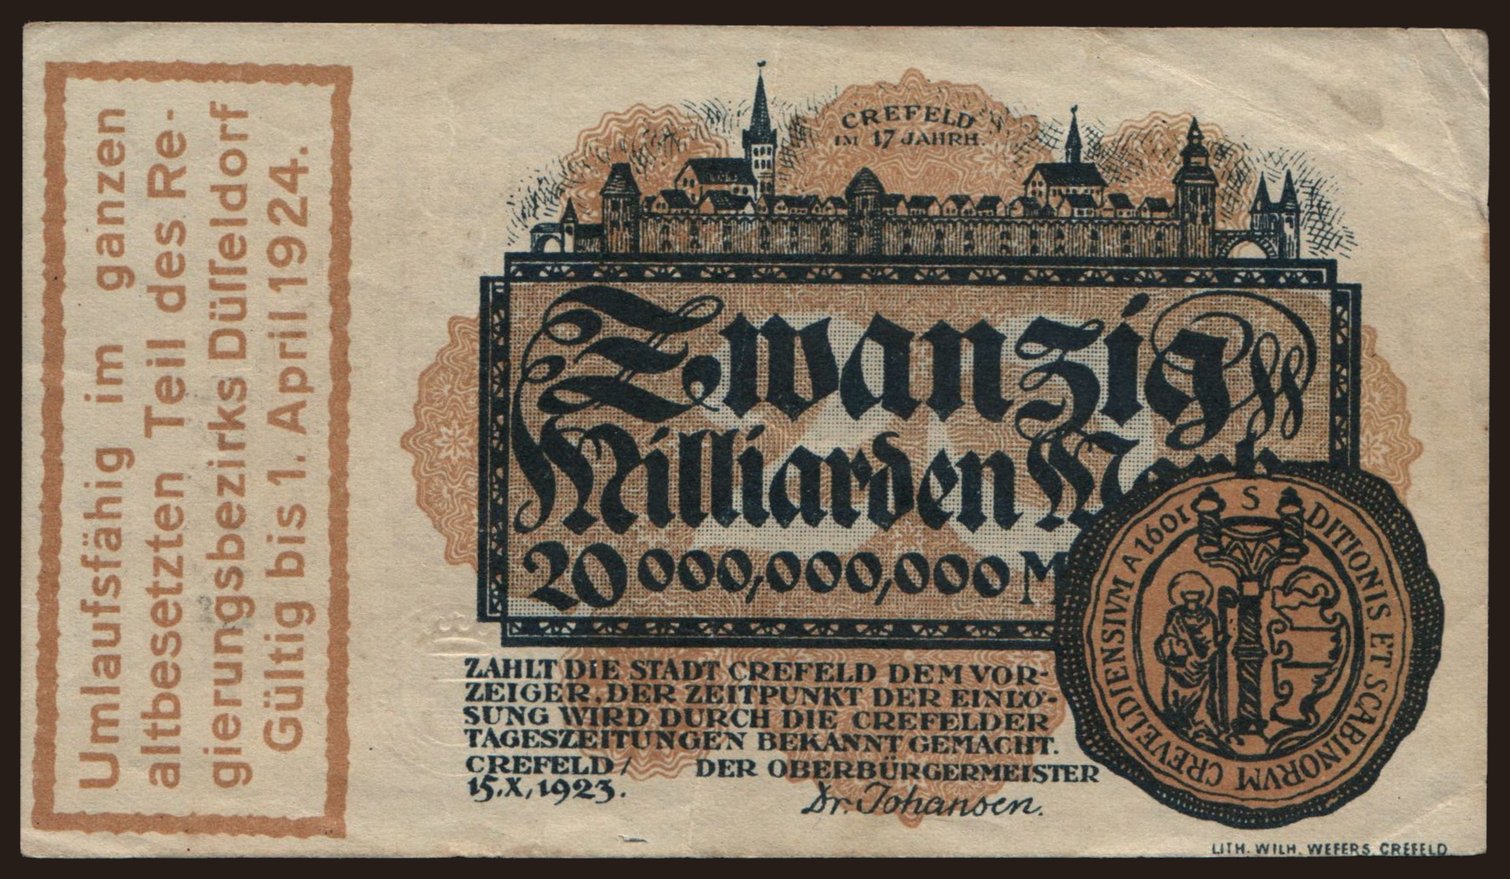 Umlaufsfähig im ganzen
altbesetzten Teil des Re-
gierungsbezirks Düſſeldorf
Gültig bis 1. April 1924.
CREFELD
IM 17 JAHRH.
Zwanzig
Milliarden Mark
20 000,000,000 M
ZAHLT DIE STADT CREFELD DEM VOR-
ZEIGER. DER ZEITPUNKT DER EINLÖ-
SUNG WIRD DURCH DIE CREFELDER
TAGESZEITUNGEN BEKANNT GEMACHT.
CREFELD /
15.X.1923.
DER OBERBÜRGERMEISTER
Dr. Johansen.
S DITIONIS ET SCABINORVM CREVELDIENSIVM A 1601
LITH. WILH. WEFERS, CREFELD